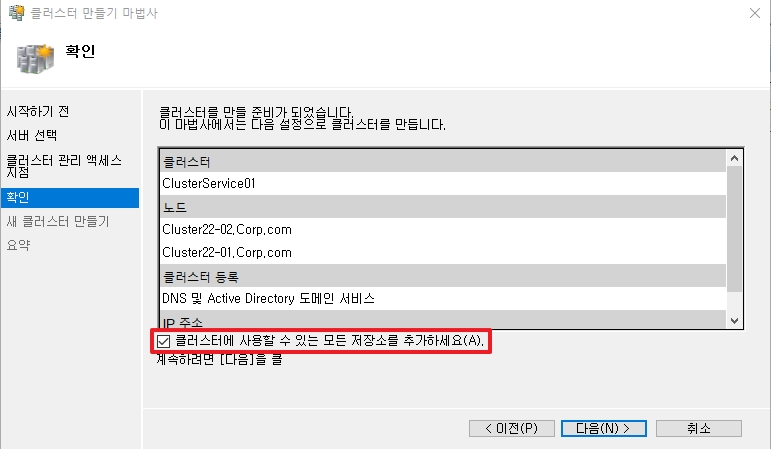 클러스터 만들기 마법사
확인
시작하기 전
서버 선택
클러스터 관리 액세스
지점
확인
새 클러스터 만들기
요약
클러스터를 만들 준비가 되었습니다.
이 마법사에서는 다음 설정으로 클러스터를 만듭니다.
클러스터
ClusterService01
노드
Cluster22-02.Corp.com
Cluster22-01.Corp.com
클러스터 등록
DNS 및 Active Directory 도메인 서비스
IP 주소
클러스터에 사용할 수 있는 모든 저장소를 추가하세요(A).
계속하려면 [다음]을 클
< 이전(P)
다음(N) >
취소